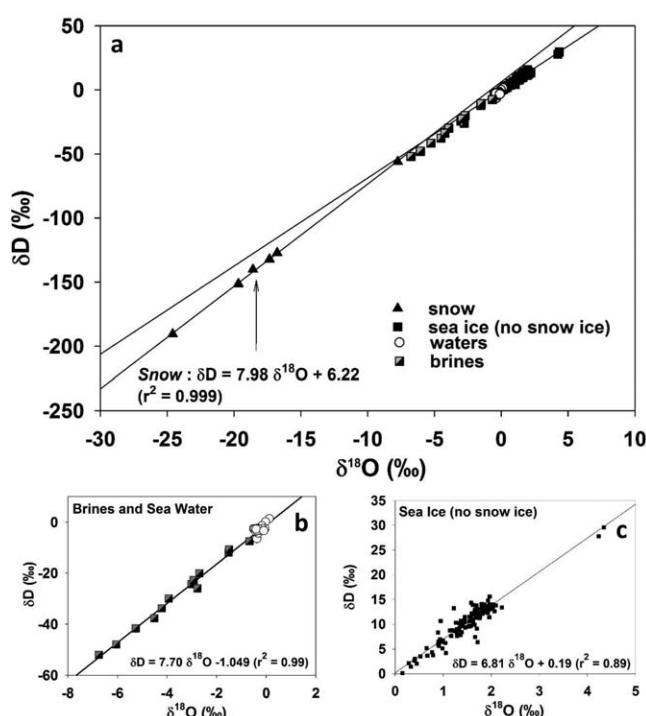 a
50
0
-50
-100
-150
-200
-250
δD (‰)
snow
sea ice (no snow ice)
waters
brines
Snow : δD = 7.98 δ¹⁸O + 6.22
(r² = 0.999)
-30 -25 -20 -15 -10 -5 0 5 10
δ¹⁸O (‰)
Brines and Sea Water
b
0
-20
-40
-60
δD (‰)
δD = 7.70 δ¹⁸O -1.049 (r² = 0.99)
-8 -6 -4 -2 0 2
δ¹⁸O (‰)
Sea Ice (no snow ice)
c
35
30
25
20
15
10
5
0
δD (‰)
δD = 6.81 δ¹⁸O + 0.19 (r² = 0.89)
0 1 2 3 4 5
δ¹⁸O (‰)